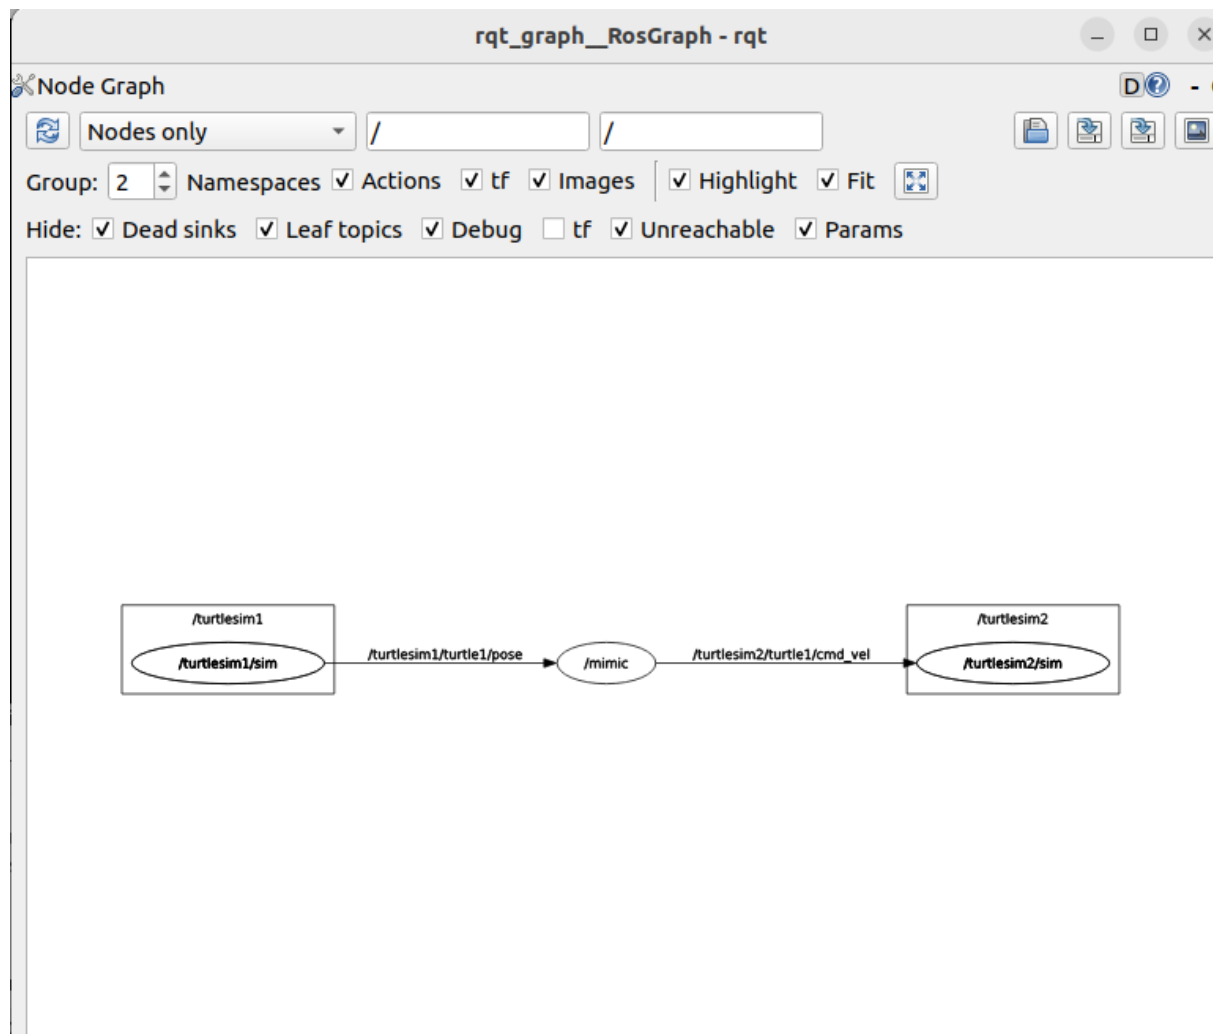 rqt_graph__RosGraph - rqt
Node Graph
D
-
Nodes only
/
/
Group: 2 Namespaces Actions tf Images Highlight Fit
Hide: Dead sinks Leaf topics Debug tf Unreachable Params
/turtlesim1
/turtlesim1/sim
/turtlesim1/turtle1/pose
/mimic
/turtlesim2/turtle1/cmd_vel
/turtlesim2
/turtlesim2/sim